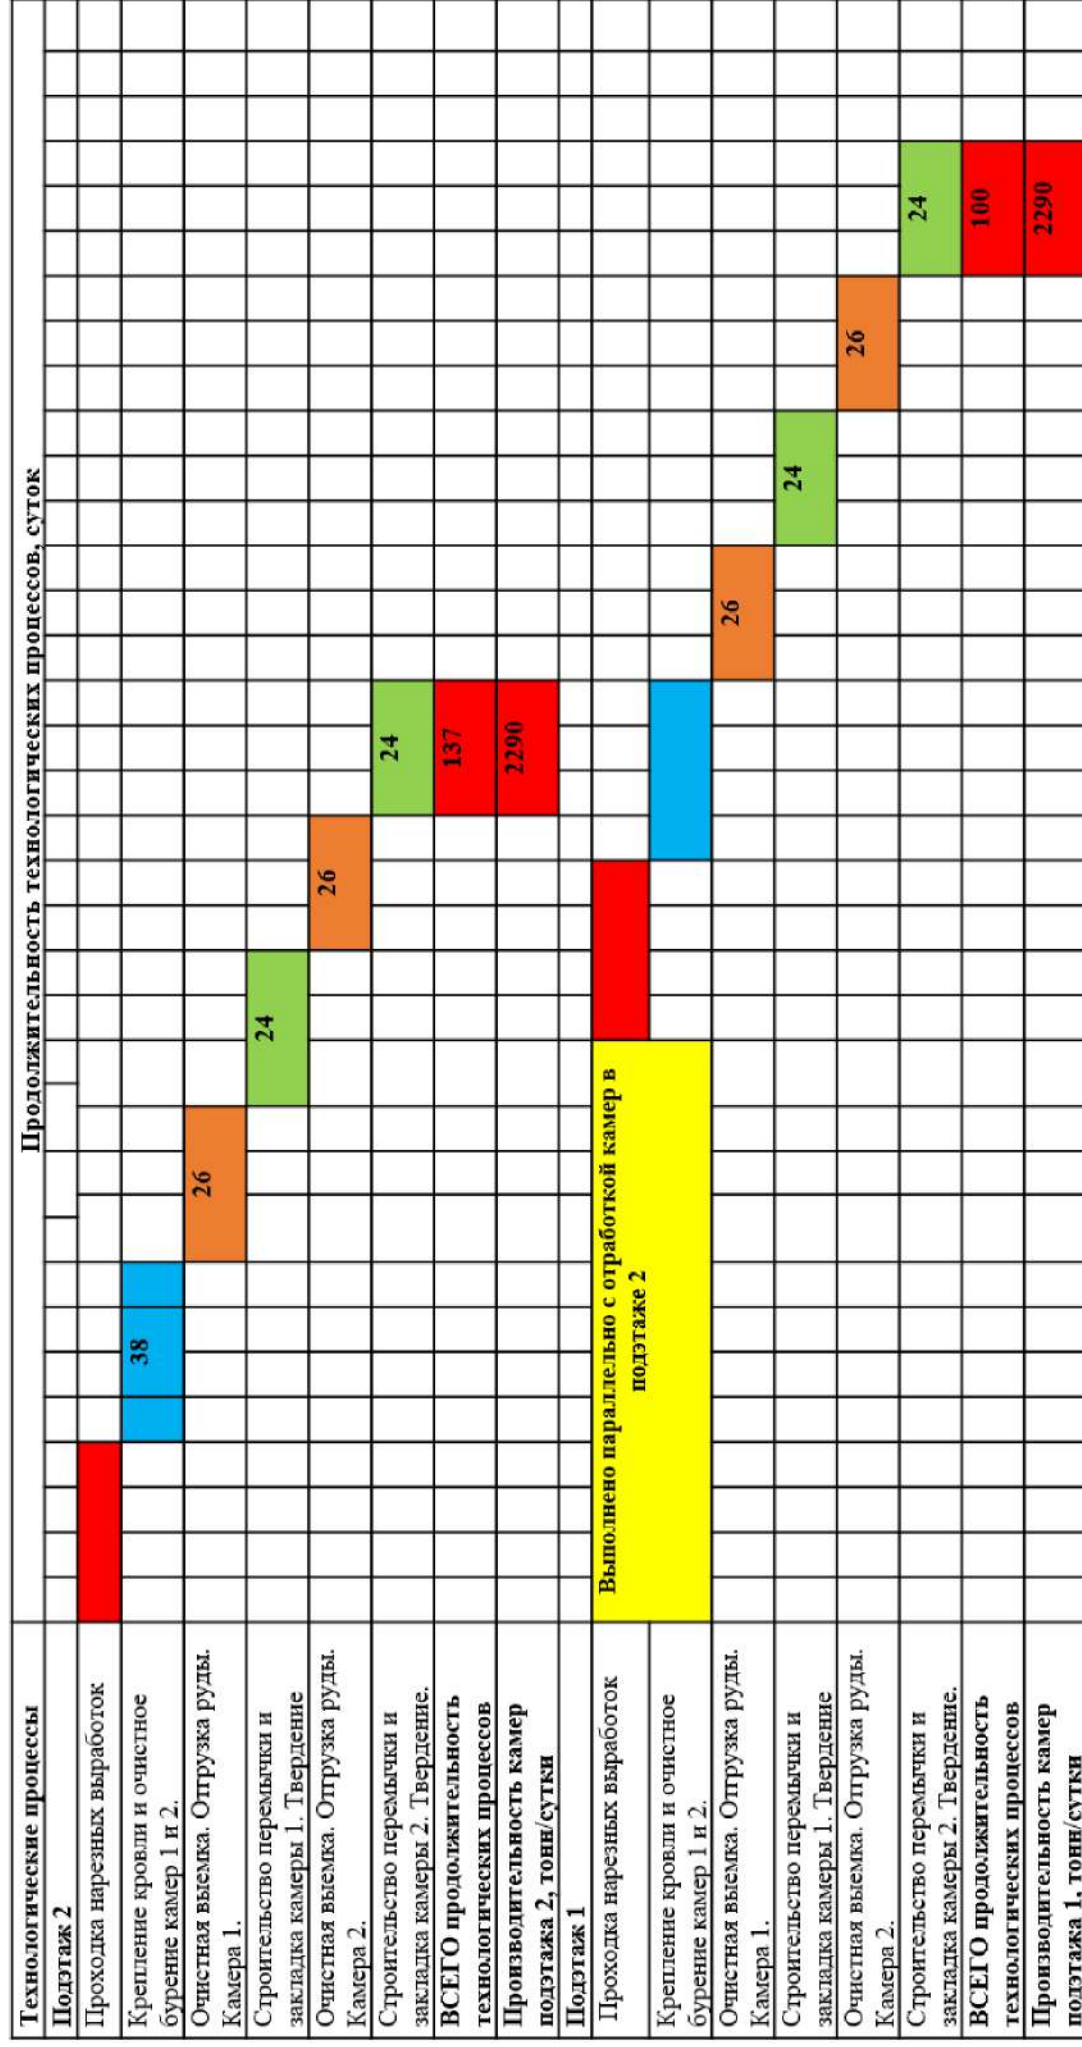 Технологические процессы
Продолжительность технологических процессов, суток
Подэтаж 2
Проходка нарезных выработок
Крепление кровли и очистное
бурение камер 1 и 2.
38
Очистная выемка. Отгрузка руды.
Камера 1.
26
Строительство перемычки и
закладка камеры 1. Твердение
24
Очистная выемка. Отгрузка руды.
Камера 2.
26
Строительство перемычки и
закладка камеры 2. Твердение.
24
ВСЕГО продолжительность
технологических процессов
137
Производительность камер
подэтажа 2, тонн/сутки
2290
Подэтаж 1
Проходка нарезных выработок
Выполнено параллельно с отработкой камер в
подэтаже 2
Крепление кровли и очистное
бурение камер 1 и 2.
Очистная выемка. Отгрузка руды.
Камера 1.
26
Строительство перемычки и
закладка камеры 1. Твердение
24
Очистная выемка. Отгрузка руды.
Камера 2.
26
Строительство перемычки и
закладка камеры 2. Твердение.
24
ВСЕГО продолжительность
технологических процессов
100
Производительность камер
подэтажа 1, тонн/сутки
2290